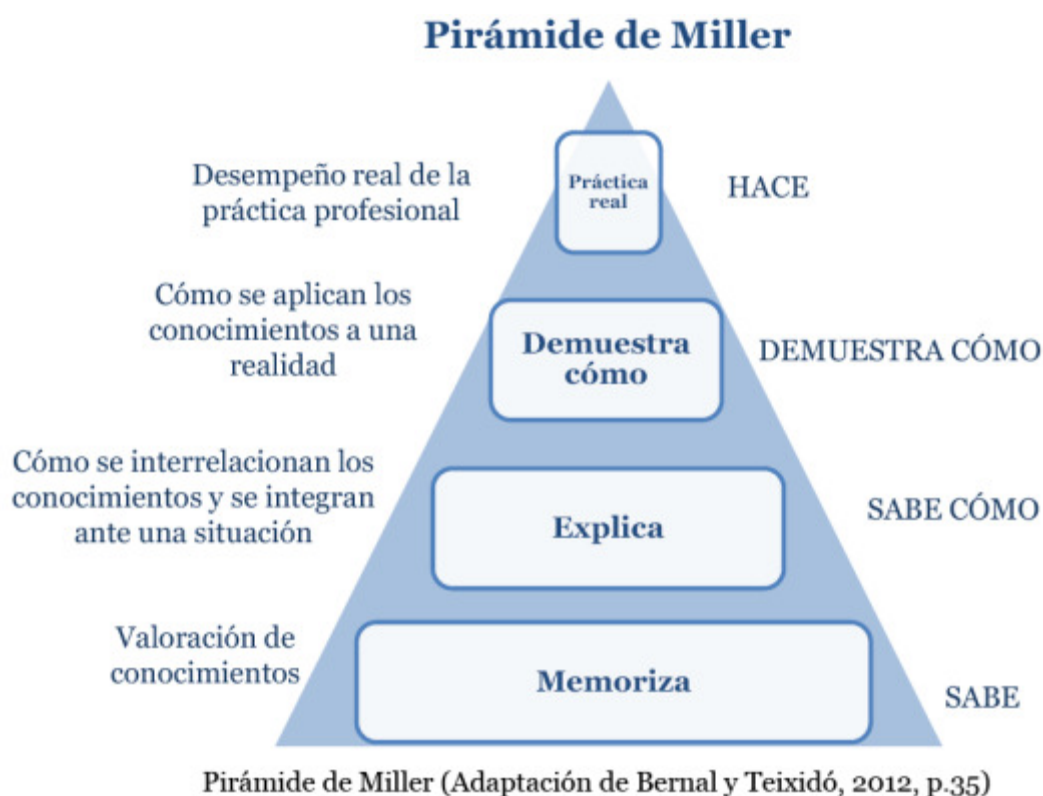 Pirámide de Miller
Desempeño real de la
práctica profesional
Práctica
real
HACE
Cómo se aplican los
conocimientos a una
realidad
Demuestra
cómo
DEMUESTRA CÓMO
Cómo se interrelacionan los
conocimientos y se integran
ante una situación
Explica
SABE CÓMO
Valoración de
conocimientos
Memoriza
SABE
Pirámide de Miller (Adaptación de Bernal y Teixidó, 2012, p.35)